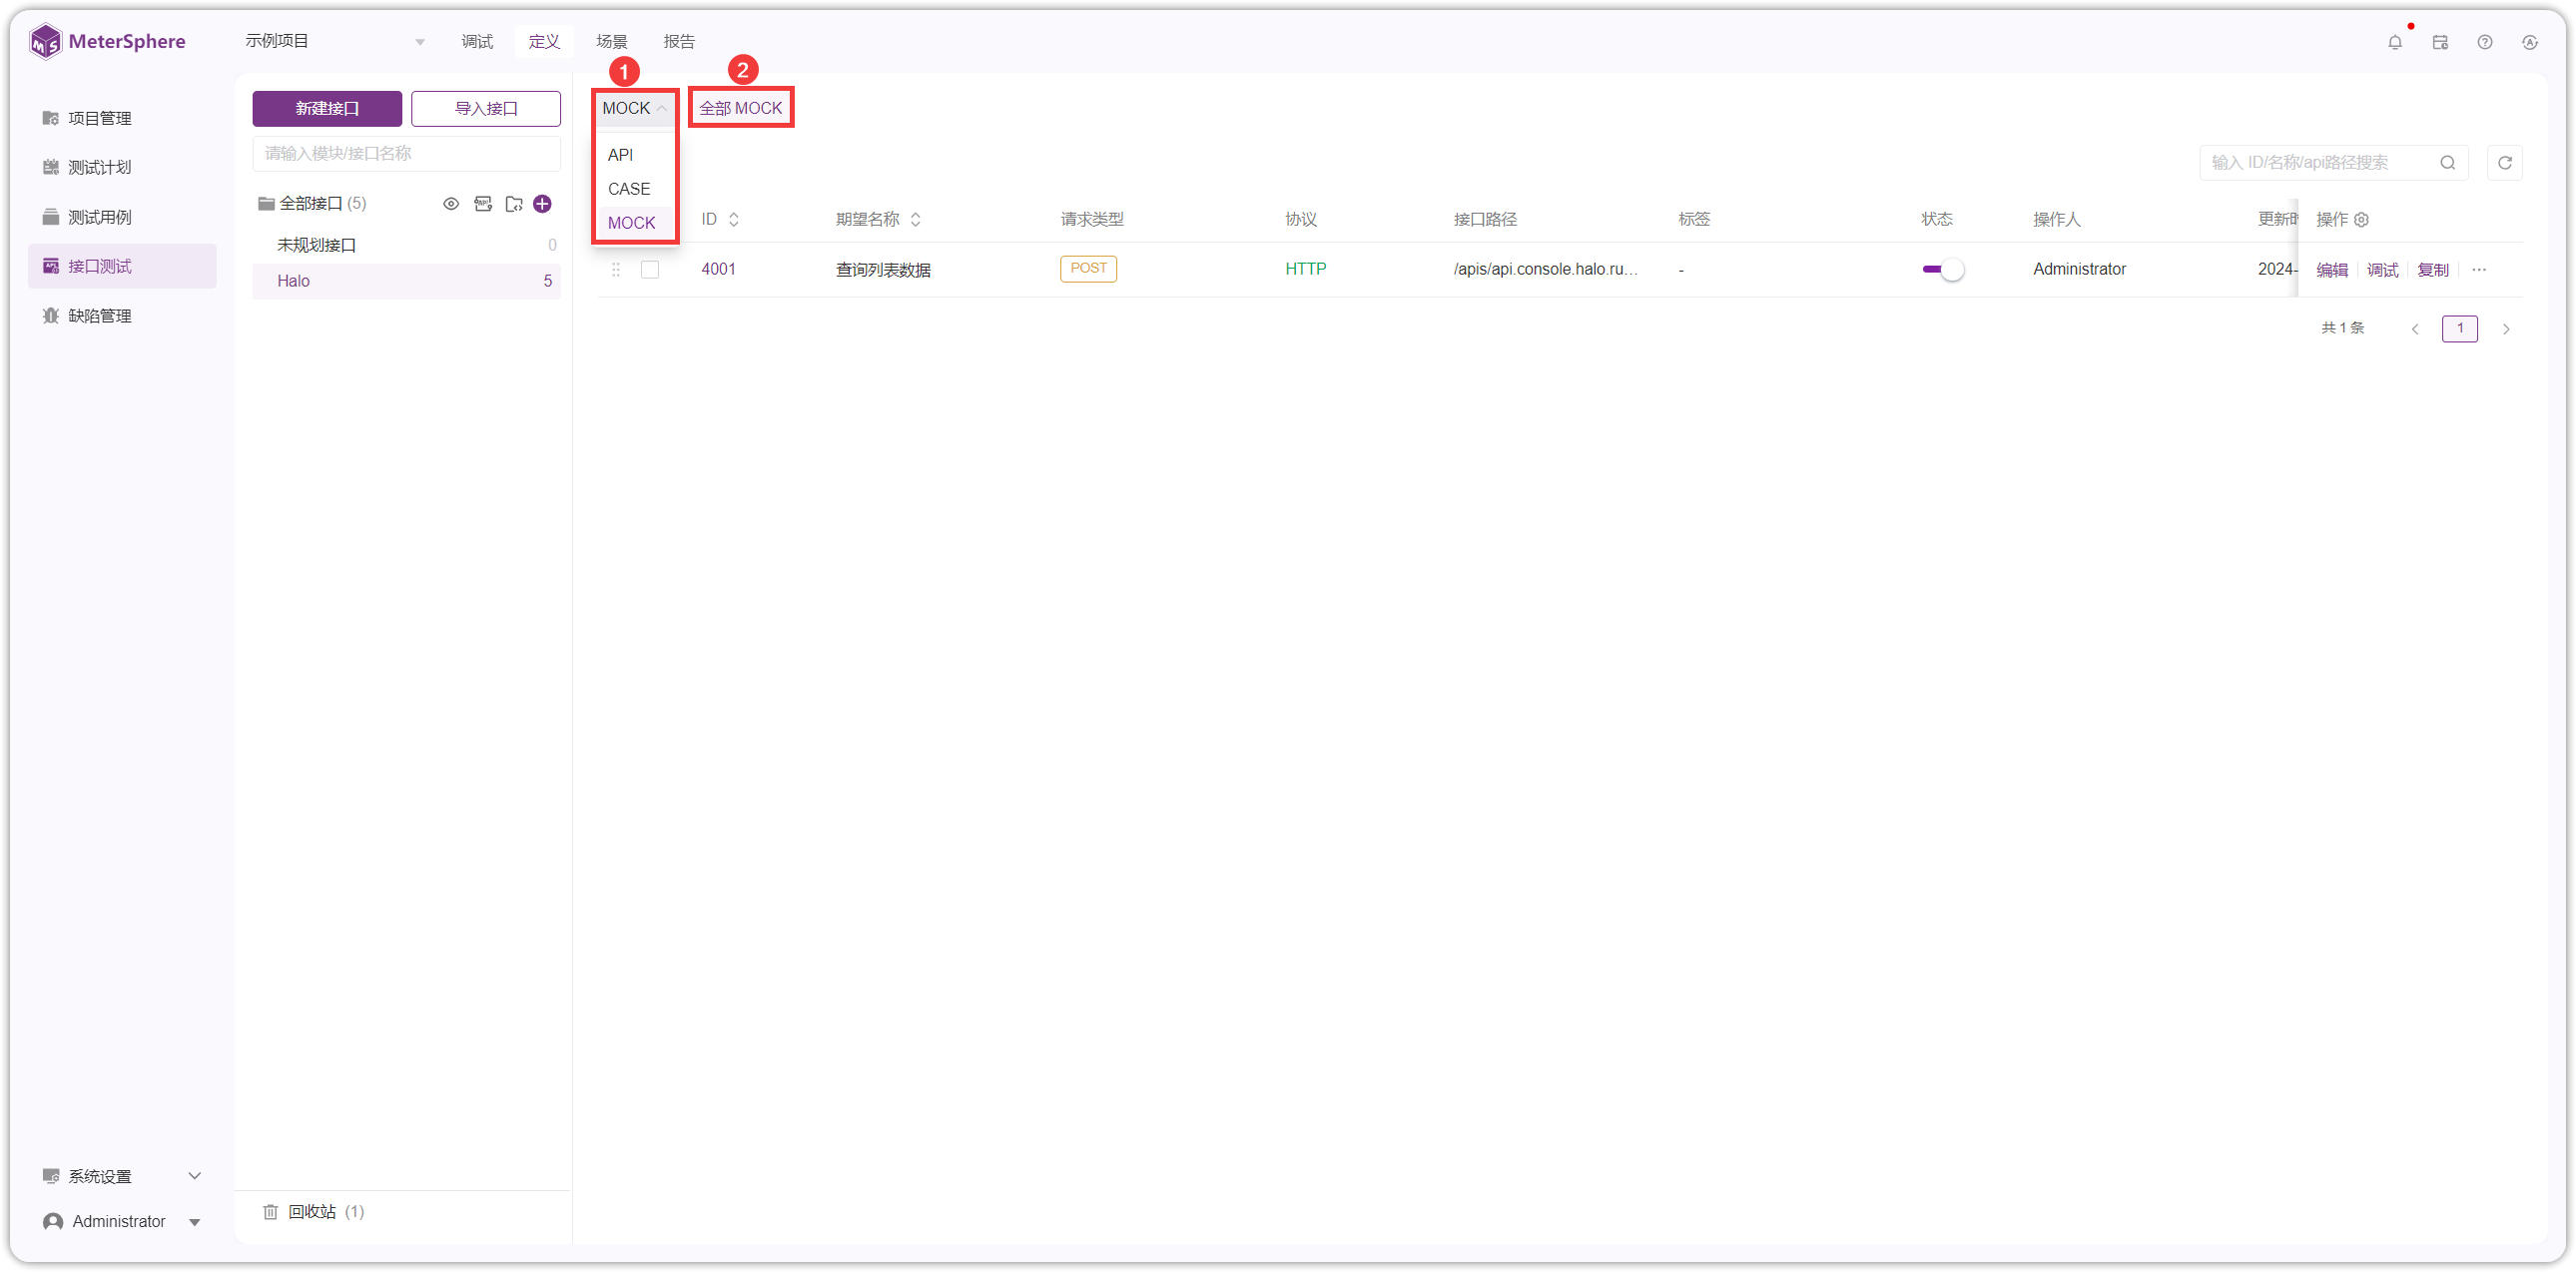 MeterSphere
示例项目
调试
定义
场景
报告
1
2
项目管理
测试计划
测试用例
接口测试
缺陷管理
新建接口
导入接口
请输入模块/接口名称
全部接口 (5)
未规划接口 0
Halo 5
MOCK
全部 MOCK
API
CASE
MOCK
输入 ID/名称/api路径搜索
ID 期望名称 请求类型 协议 接口路径 标签 状态 操作人 更新时 操作
4001 查询列表数据 POST HTTP /apis/api.console.halo.ru... - Administrator 2024- 编辑 调试 复制 ...
共 1 条
1
系统设置
Administrator
回收站 (1)